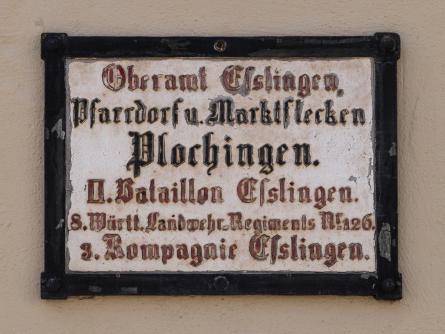 Oberamt Esslingen,
Pfarrdorf u. Marktflecken
Plochingen.
II. Bataillon Esslingen.
8. Württ. Landwehr-Regiments No. 126.
3. Kompagnie Esslingen.